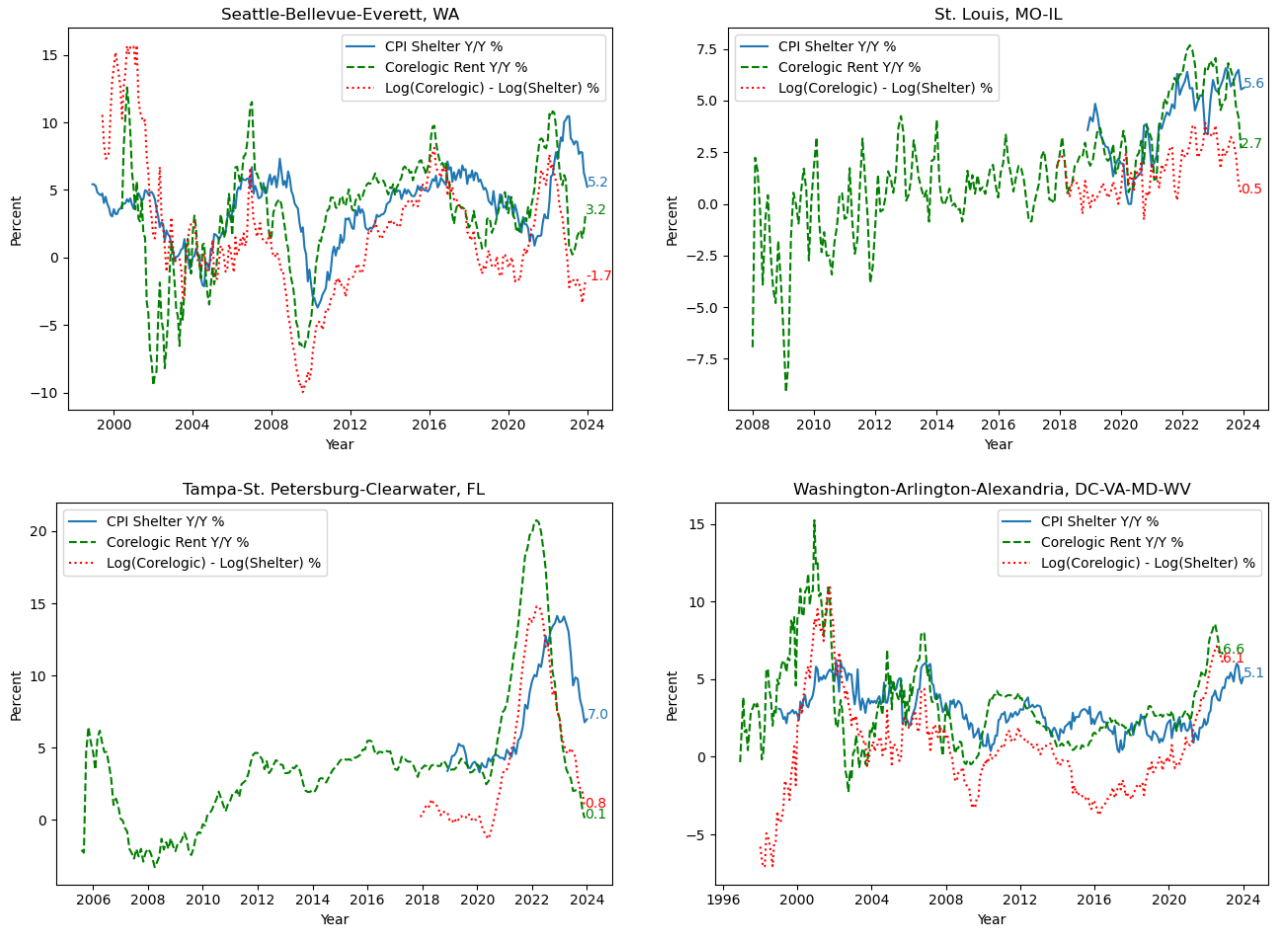 Seattle-Bellevue-Everett, WA
CPI Shelter Y/Y %
Corelogic Rent Y/Y %
Log(Corelogic) - Log(Shelter) %
Percent
15
10
5
0
−5
−10
5.2
3.2
-1.7
2000 2004 2008 2012 2016 2020 2024
Year
St. Louis, MO-IL
CPI Shelter Y/Y %
Corelogic Rent Y/Y %
Log(Corelogic) - Log(Shelter) %
Percent
7.5
5.0
2.5
0.0
−2.5
−5.0
−7.5
5.6
2.7
0.5
2008 2010 2012 2014 2016 2018 2020 2022 2024
Year
Tampa-St. Petersburg-Clearwater, FL
CPI Shelter Y/Y %
Corelogic Rent Y/Y %
Log(Corelogic) - Log(Shelter) %
Percent
20
15
10
5
0
7.0
0.8
0.1
2006 2008 2010 2012 2014 2016 2018 2020 2022 2024
Year
Washington-Arlington-Alexandria, DC-VA-MD-WV
CPI Shelter Y/Y %
Corelogic Rent Y/Y %
Log(Corelogic) - Log(Shelter) %
Percent
15
10
5
0
−5
6.6
6.1
5.1
1996 2000 2004 2008 2012 2016 2020 2024
Year